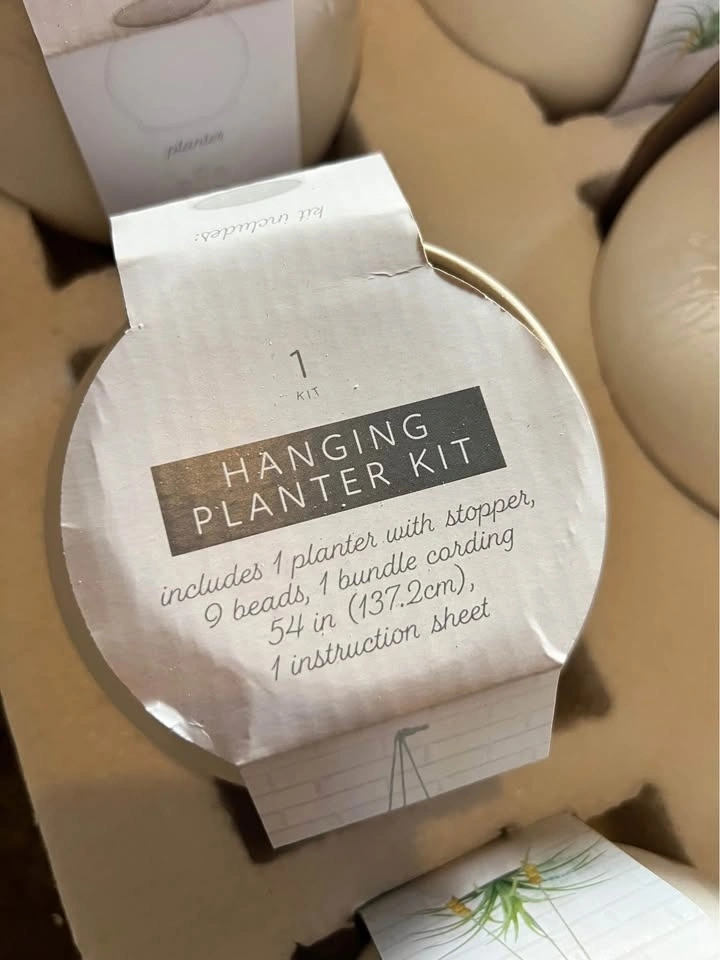 planter
kit includes:
1
KIT
HANGING
PLANTER KIT
includes 1 planter with stopper,
9 beads, 1 bundle cording
54 in (137.2cm),
1 instruction sheet